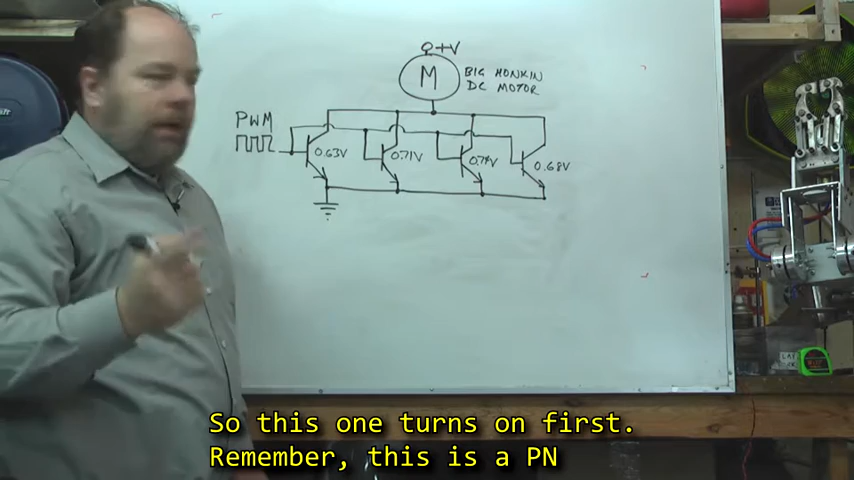 +V
M
BIG HONKIN
DC MOTOR
PWM
0.63V
0.71V
0.74V
0.68V
So this one turns on first.
Remember, this is a PN